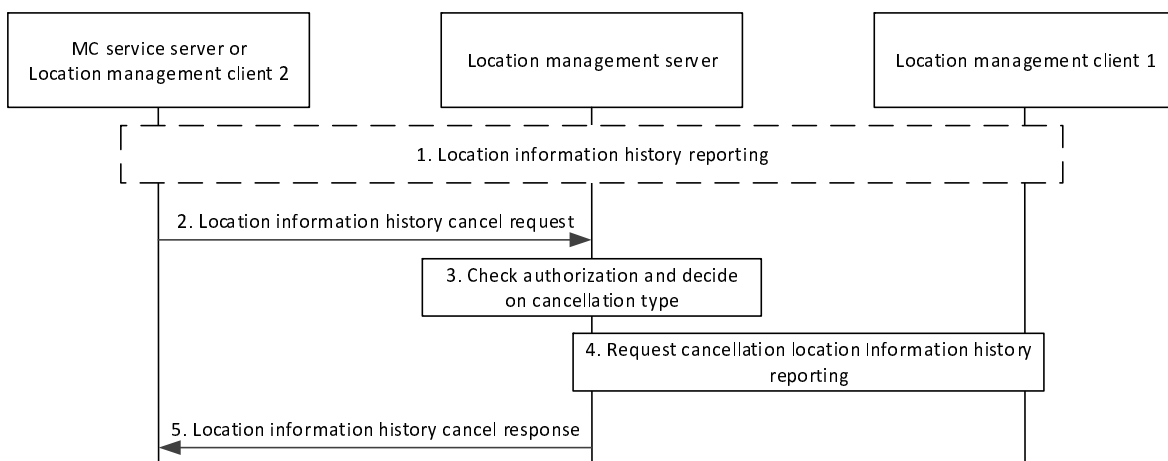 MC service server or
Location management client 2
Location management server
Location management client 1
1. Location information history reporting
2. Location information history cancel request
3. Check authorization and decide
on cancellation type
4. Request cancellation location Information history
reporting
5. Location information history cancel response